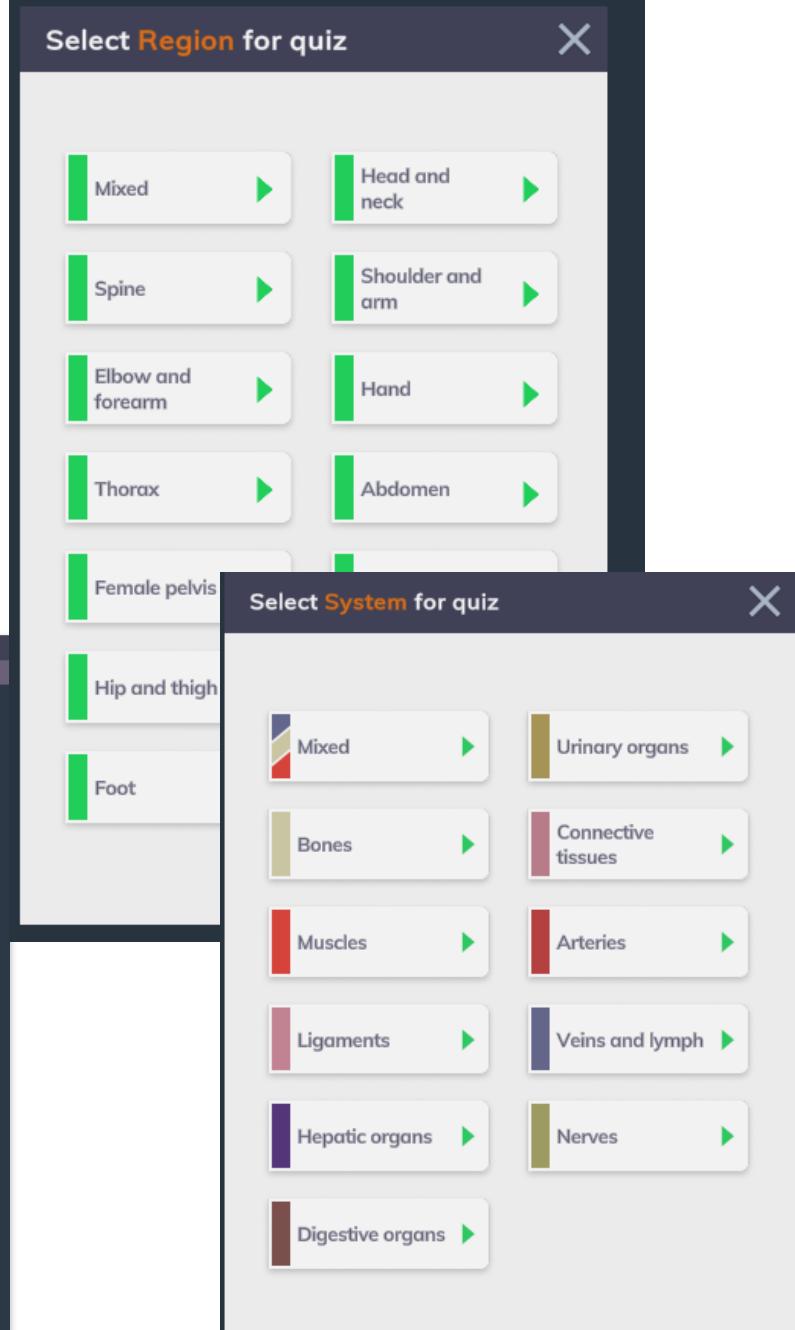 Select Region for quiz
Mixed
Head and
neck
Spine
Shoulder and
arm
Elbow and
forearm
Hand
Thorax
Abdomen
Female pelvis
Hip and thigh
Foot
Select System for quiz
Mixed
Urinary organs
Bones
Connective
tissues
Muscles
Arteries
Ligaments
Veins and lymph
Hepatic organs
Nerves
Digestive organs